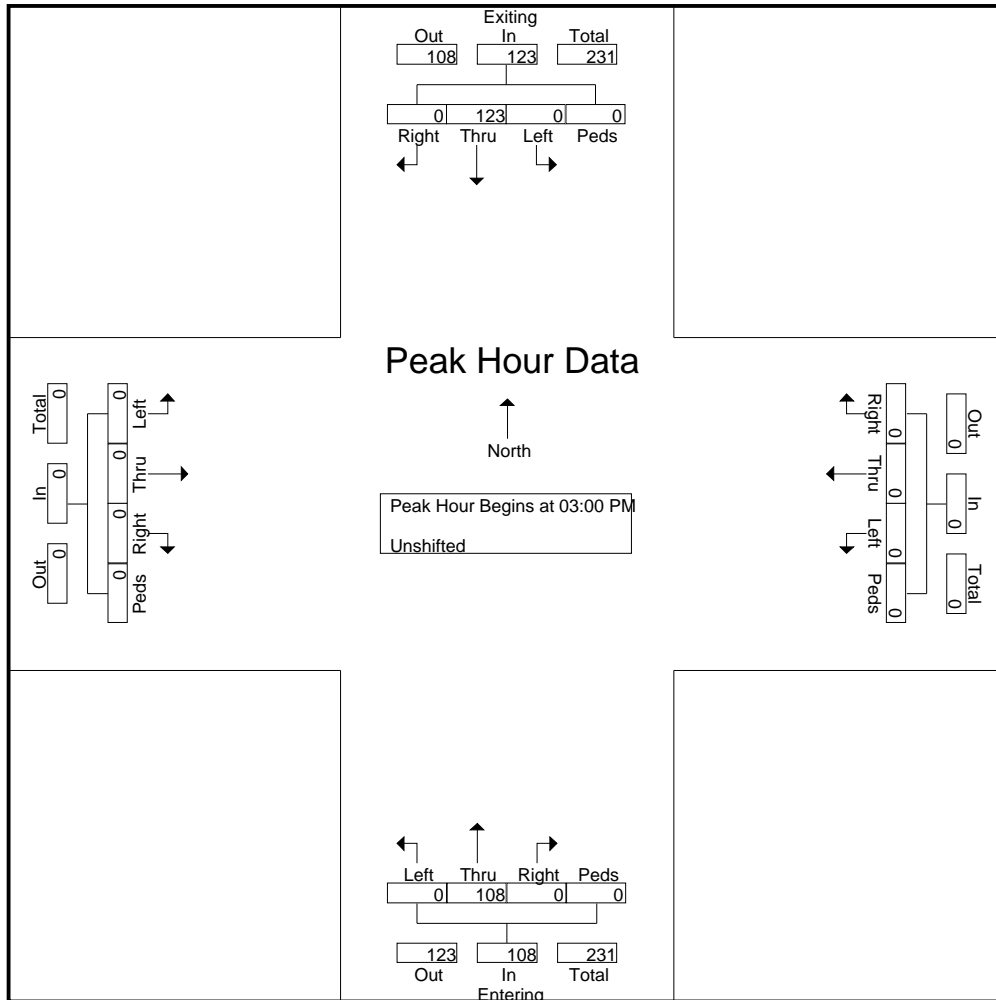 Exiting
Out In Total
108 123 231
0 123 0 0
Right Thru Left Peds
Peak Hour Data
North
Peak Hour Begins at 03:00 PM
Unshifted
Total In Out
0 0 0
0 0 0 0
Left Thru Right Peds
Right Thru Left Peds
0 0 0 0
Out In Total
0 0 0
Left Thru Right Peds
0 108 0 0
123 108 231
Out In Total
Entering